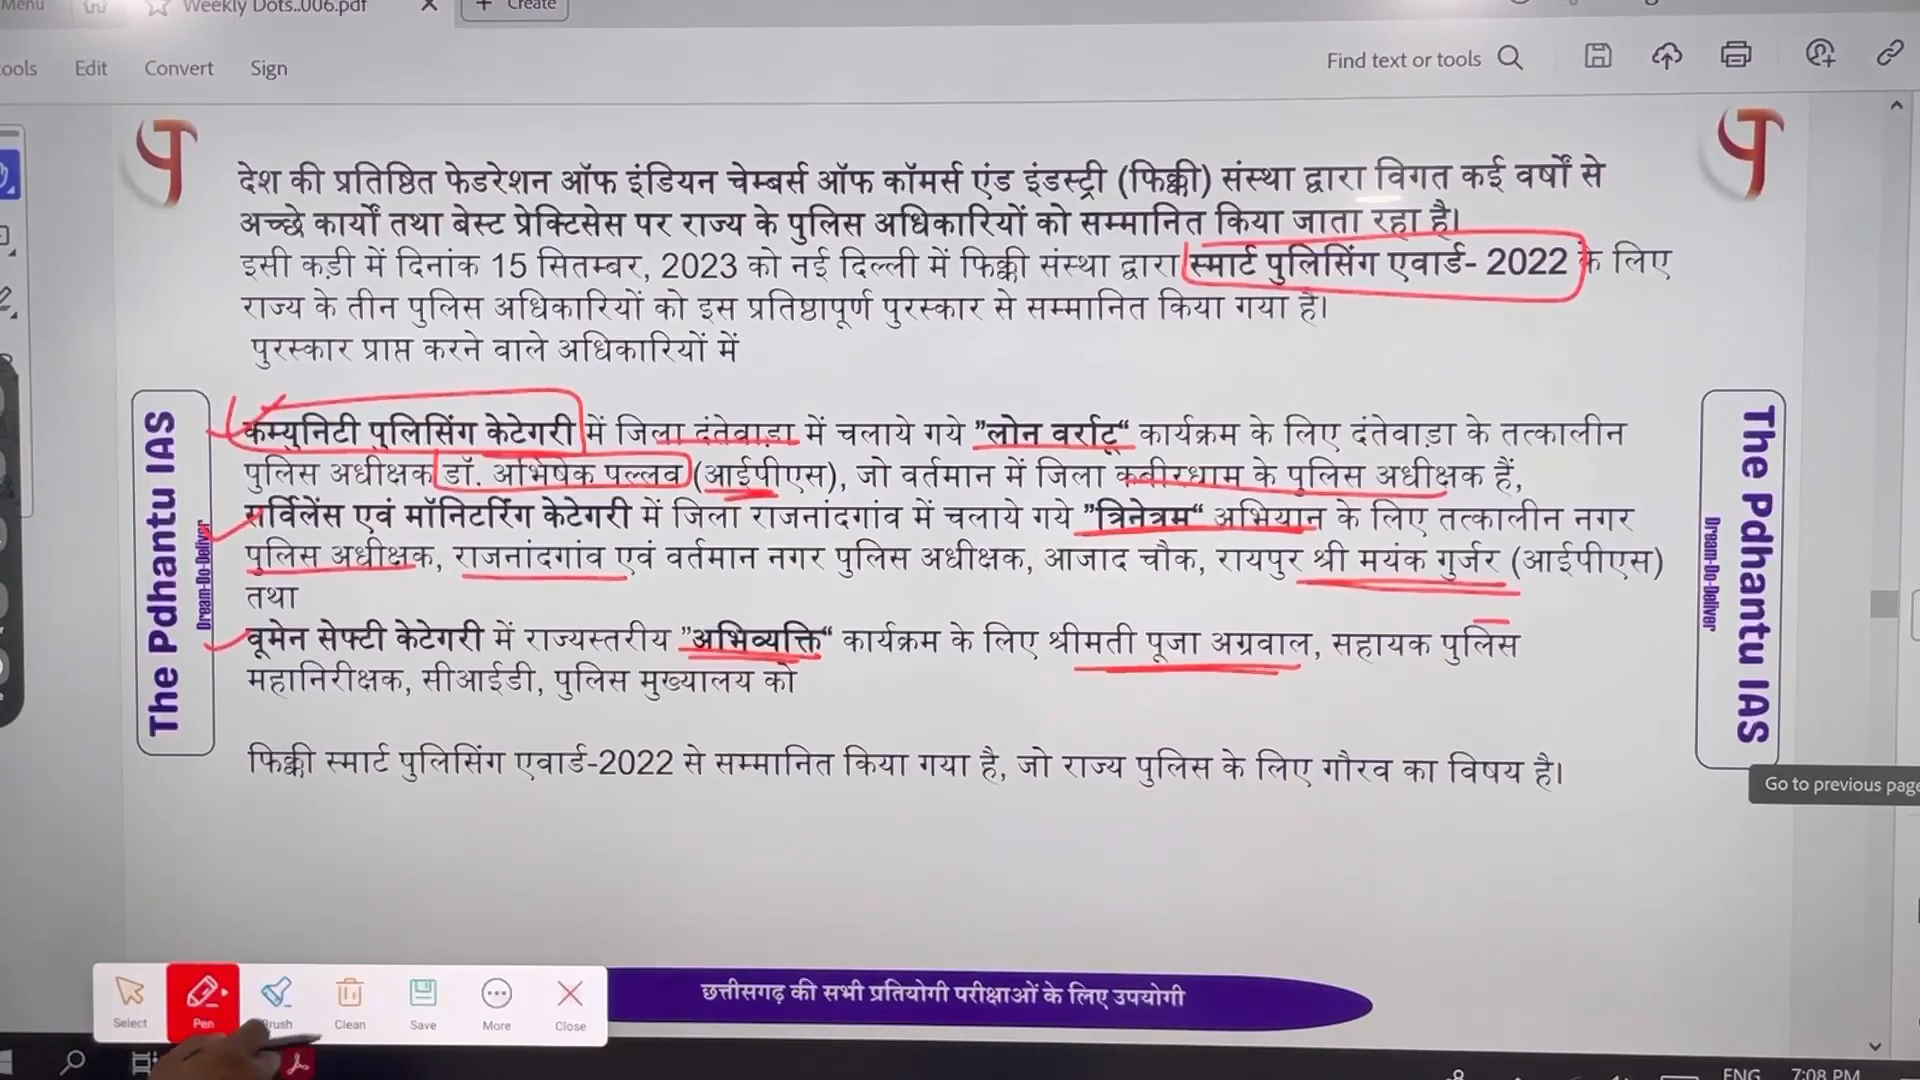 Menu
Weekly Dots..006.pdf
Create
ools Edit Convert Sign
Find text or tools
देश की प्रतिष्ठित फेडरेशन ऑफ इंडियन चेम्बर्स ऑफ कॉमर्स एंड इंडस्ट्री (फिक्की) संस्था द्वारा विगत कई वर्षों से
अच्छे कार्यों तथा बेस्ट प्रेक्टिसेस पर राज्य के पुलिस अधिकारियों को सम्मानित किया जाता रहा है।
इसी कड़ी में दिनांक 15 सितम्बर, 2023 को नई दिल्ली में फिक्की संस्था द्वारा स्मार्ट पुलिसिंग एवार्ड- 2022 के लिए
राज्य के तीन पुलिस अधिकारियों को इस प्रतिष्ठापूर्ण पुरस्कार से सम्मानित किया गया है।
पुरस्कार प्राप्त करने वाले अधिकारियों में
कम्युनिटी पुलिसिंग केटेगरी में जिला दंतेवाड़ा में चलाये गये "लोन वर्राटू" कार्यक्रम के लिए दंतेवाड़ा के तत्कालीन
पुलिस अधीक्षक डॉ. अभिषेक पल्लव (आईपीएस), जो वर्तमान में जिला कबीरधाम के पुलिस अधीक्षक हैं,
सर्विलेंस एवं मॉनिटरिंग केटेगरी में जिला राजनांदगांव में चलाये गये "त्रिनेत्रम" अभियान के लिए तत्कालीन नगर
पुलिस अधीक्षक, राजनांदगांव एवं वर्तमान नगर पुलिस अधीक्षक, आजाद चौक, रायपुर श्री मयंक गुर्जर (आईपीएस)
तथा
वूमेन सेफ्टी केटेगरी में राज्यस्तरीय "अभिव्यक्ति" कार्यक्रम के लिए श्रीमती पूजा अग्रवाल, सहायक पुलिस
महानिरीक्षक, सीआईडी, पुलिस मुख्यालय को
फिक्की स्मार्ट पुलिसिंग एवार्ड-2022 से सम्मानित किया गया है, जो राज्य पुलिस के लिए गौरव का विषय है।
The Pdhantu IAS
Dream-Do-Deliver
The Pdhantu IAS
Dream-Do-Deliver
Go to previous page
Select Pen Brush Clean Save More Close
छत्तीसगढ़ की सभी प्रतियोगी परीक्षाओं के लिए उपयोगी
ENG 7:08 PM